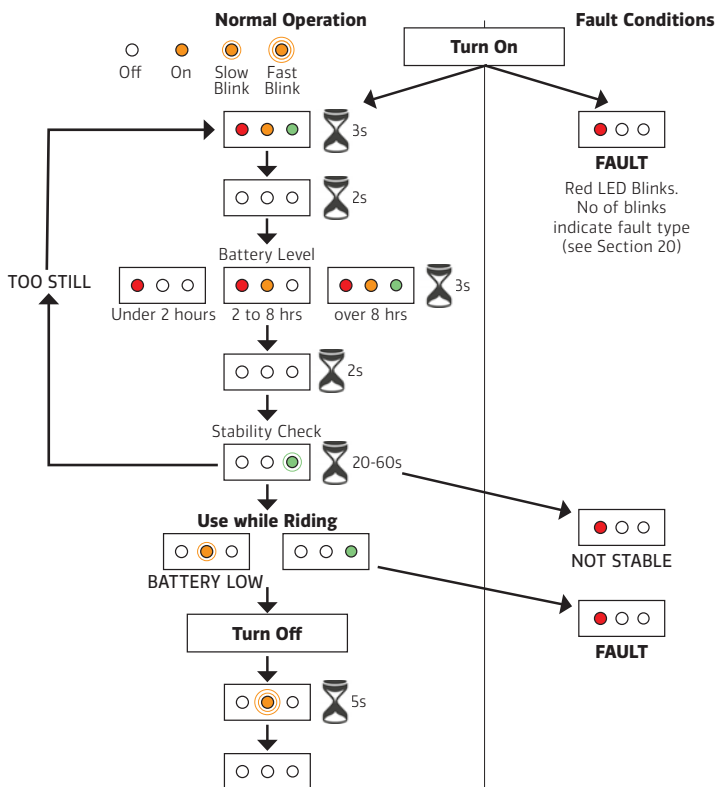 Normal Operation
Fault Conditions
Turn On
Off
On
Slow
Blink
Fast
Blink
3s
FAULT
Red LED Blinks.
No of blinks
indicate fault type
(see Section 20)
2s
Battery Level
TOO STILL
3s
Under 2 hours
2 to 8 hrs
over 8 hrs
2s
Stability Check
20-60s
Use while Riding
NOT STABLE
BATTERY LOW
Turn Off
FAULT
5s